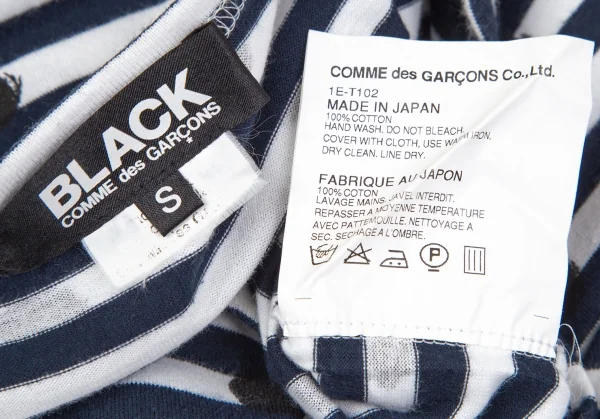 BLACK
COMME des GARÇONS
S
COMME des GARÇONS Co., Ltd.
1E-T102
MADE IN JAPAN
100% COTTON
HAND WASH. DO NOT BLEACH.
COVER WITH CLOTH, USE WARM IRON.
DRY CLEAN. LINE DRY.
FABRIQUE AU JAPON
100% COTTON
LAVAGE MAINS. JAVEL INTERDIT.
REPASSER A MOYENNE TEMPERATURE
AVEC PATTEMOUILLE. NETTOYAGE A
SEC. SECHAGE A L'OMBRE.
P